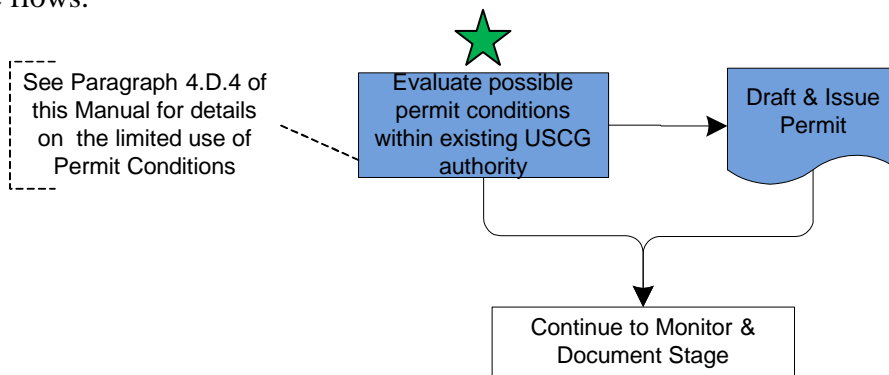 flows.
See Paragraph 4.D.4 of
this Manual for details
on the limited use of
Permit Conditions
Evaluate possible
permit conditions
within existing USCG
authority
Draft & Issue
Permit
Continue to Monitor &
Document Stage